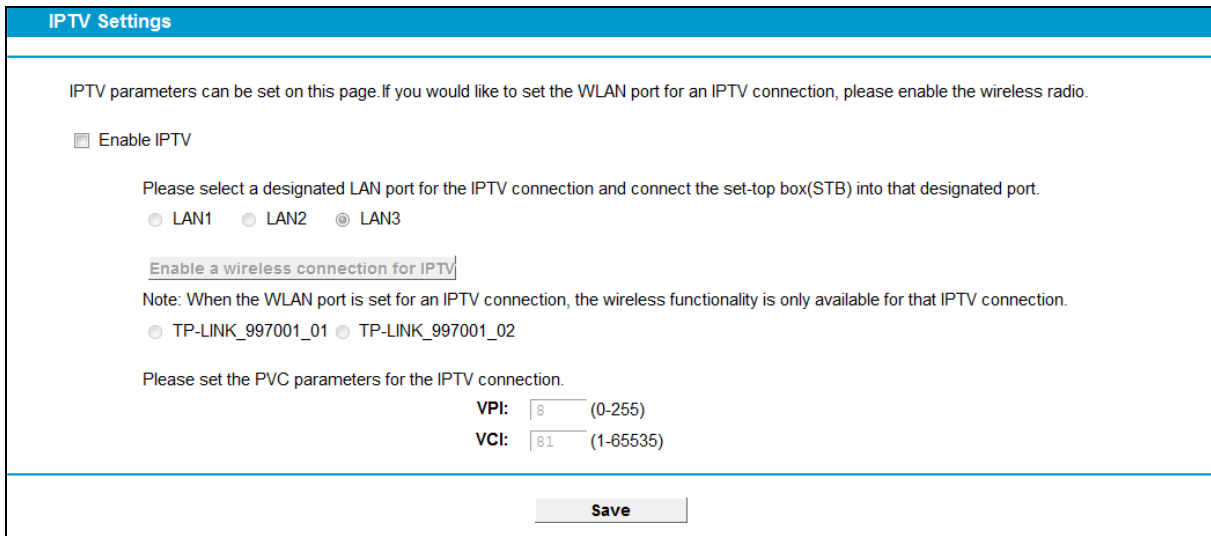 IPTV Settings
IPTV parameters can be set on this page.If you would like to set the WLAN port for an IPTV connection, please enable the wireless radio.
Enable IPTV
Please select a designated LAN port for the IPTV connection and connect the set-top box(STB) into that designated port.
LAN1 LAN2 LAN3
Enable a wireless connection for IPTV
Note: When the WLAN port is set for an IPTV connection, the wireless functionality is only available for that IPTV connection.
TP-LINK_997001_01 TP-LINK_997001_02
Please set the PVC parameters for the IPTV connection.
VPI: 8 (0-255)
VCI: 81 (1-65535)
Save